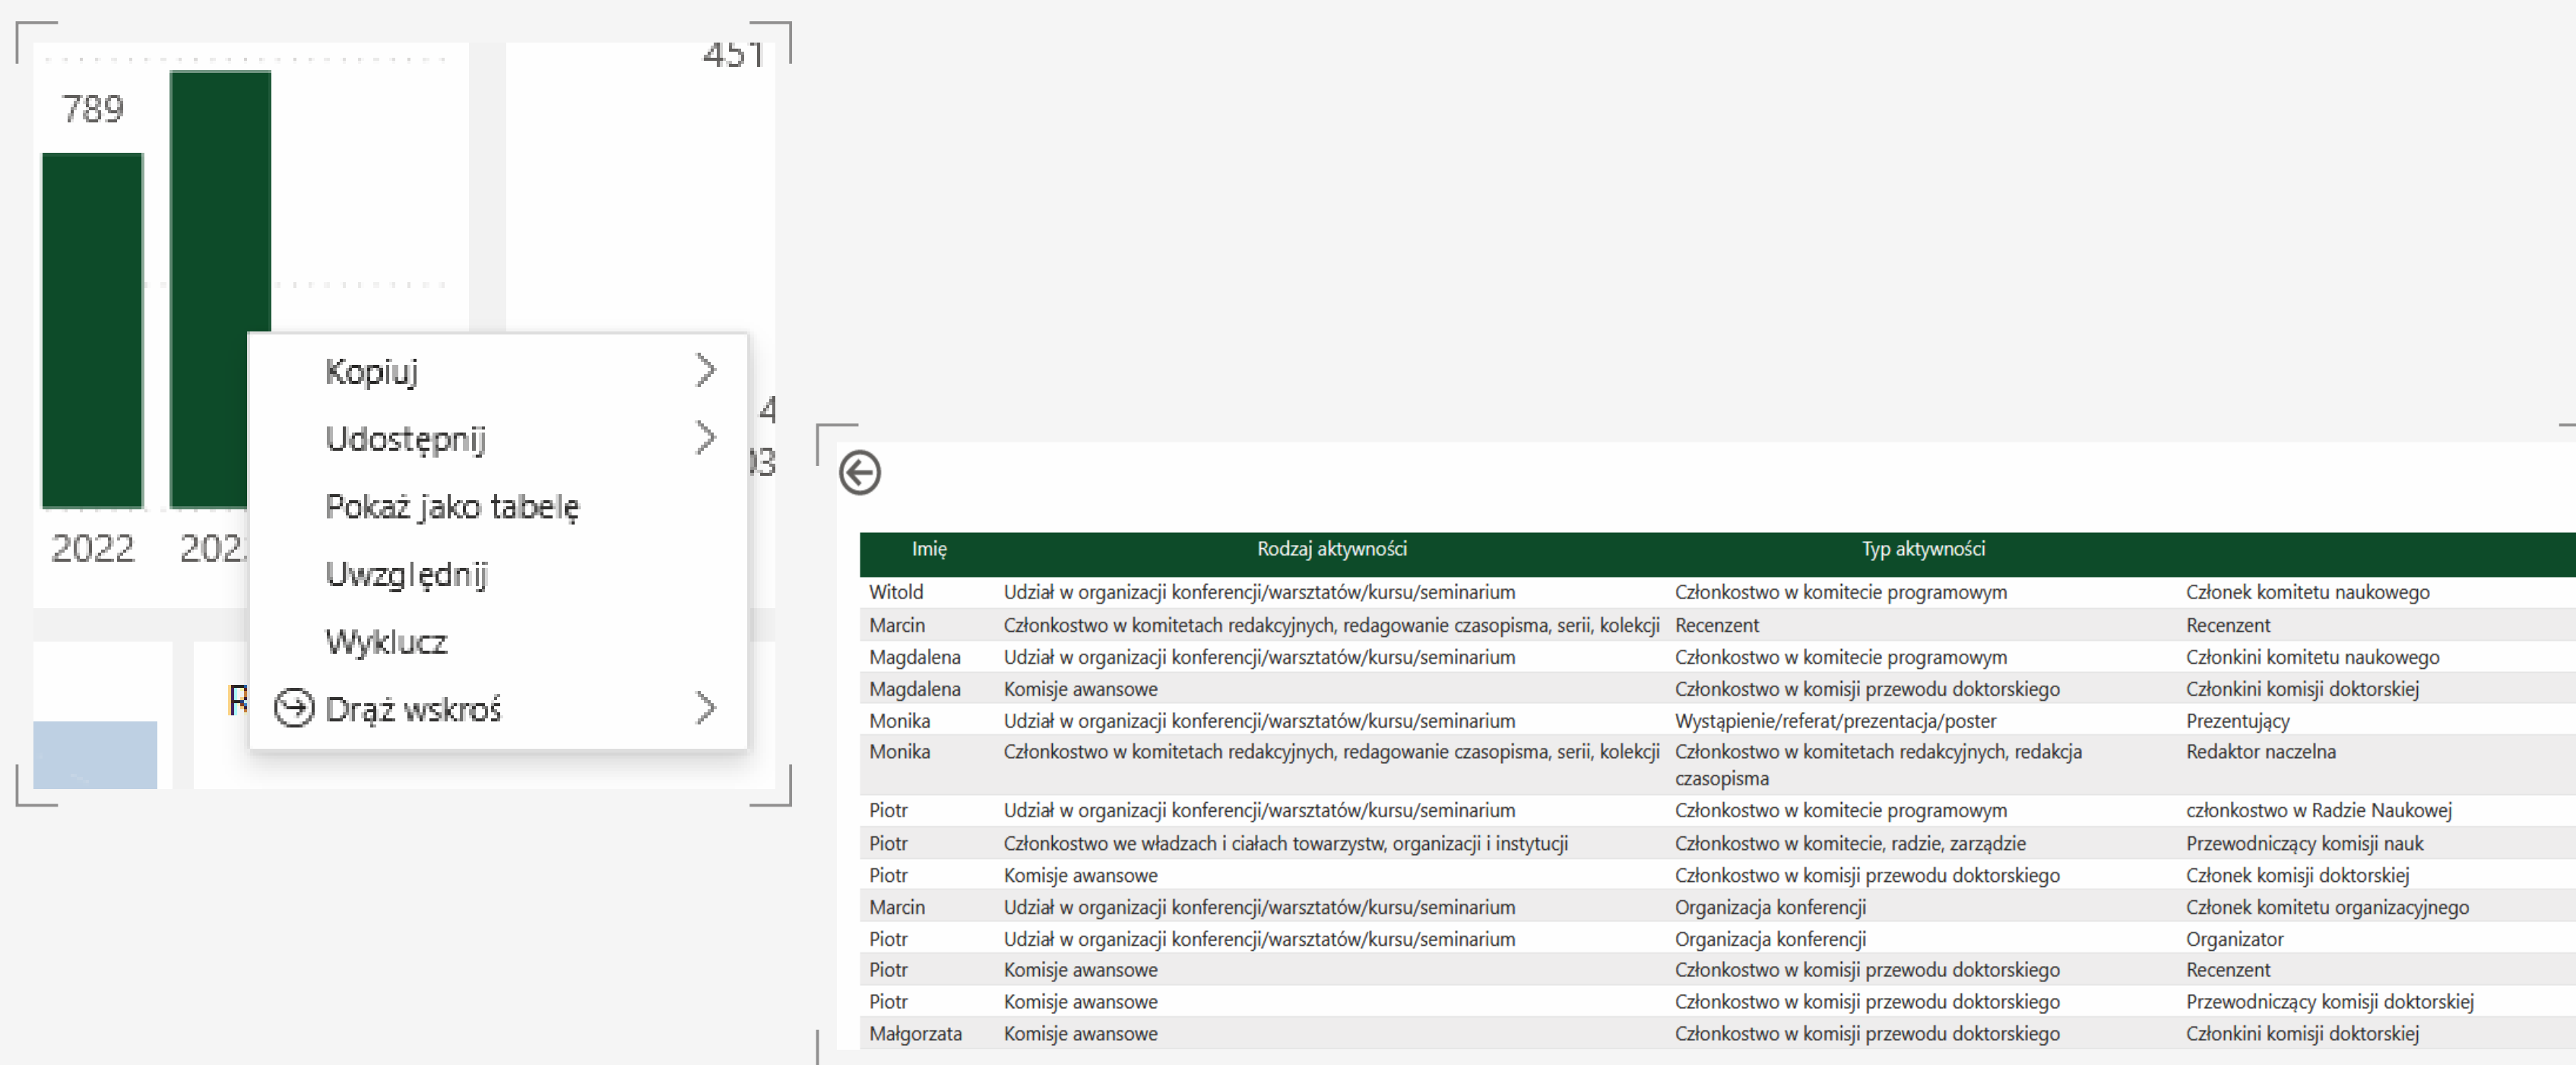 451
789
4
03
2022
202
R
Kopiuj
Udostępnij
Pokaż jako tabelę
Uwzględnij
Wyklucz
Drąż wskroś
Imię Rodzaj aktywności Typ aktywności
Witold Udział w organizacji konferencji/warsztatów/kursu/seminarium Członkostwo w komitecie programowym Członek komitetu naukowego
Marcin Członkostwo w komitetach redakcyjnych, redagowanie czasopisma, serii, kolekcji Recenzent Recenzent
Magdalena Udział w organizacji konferencji/warsztatów/kursu/seminarium Członkostwo w komitecie programowym Członkini komitetu naukowego
Magdalena Komisje awansowe Członkostwo w komisji przewodu doktorskiego Członkini komisji doktorskiej
Monika Udział w organizacji konferencji/warsztatów/kursu/seminarium Wystąpienie/referat/prezentacja/poster Prezentujący
Monika Członkostwo w komitetach redakcyjnych, redagowanie czasopisma, serii, kolekcji Członkostwo w komitetach redakcyjnych, redakcja Redaktor naczelna
czasopisma
Piotr Udział w organizacji konferencji/warsztatów/kursu/seminarium Członkostwo w komitecie programowym członkostwo w Radzie Naukowej
Piotr Członkostwo we władzach i ciałach towarzystw, organizacji i instytucji Członkostwo w komitecie, radzie, zarządzie Przewodniczący komisji nauk
Piotr Komisje awansowe Członkostwo w komisji przewodu doktorskiego Członek komisji doktorskiej
Marcin Udział w organizacji konferencji/warsztatów/kursu/seminarium Organizacja konferencji Członek komitetu organizacyjnego
Piotr Udział w organizacji konferencji/warsztatów/kursu/seminarium Organizacja konferencji Organizator
Piotr Komisje awansowe Członkostwo w komisji przewodu doktorskiego Recenzent
Piotr Komisje awansowe Członkostwo w komisji przewodu doktorskiego Przewodniczący komisji doktorskiej
Małgorzata Komisje awansowe Członkostwo w komisji przewodu doktorskiego Członkini komisji doktorskiej